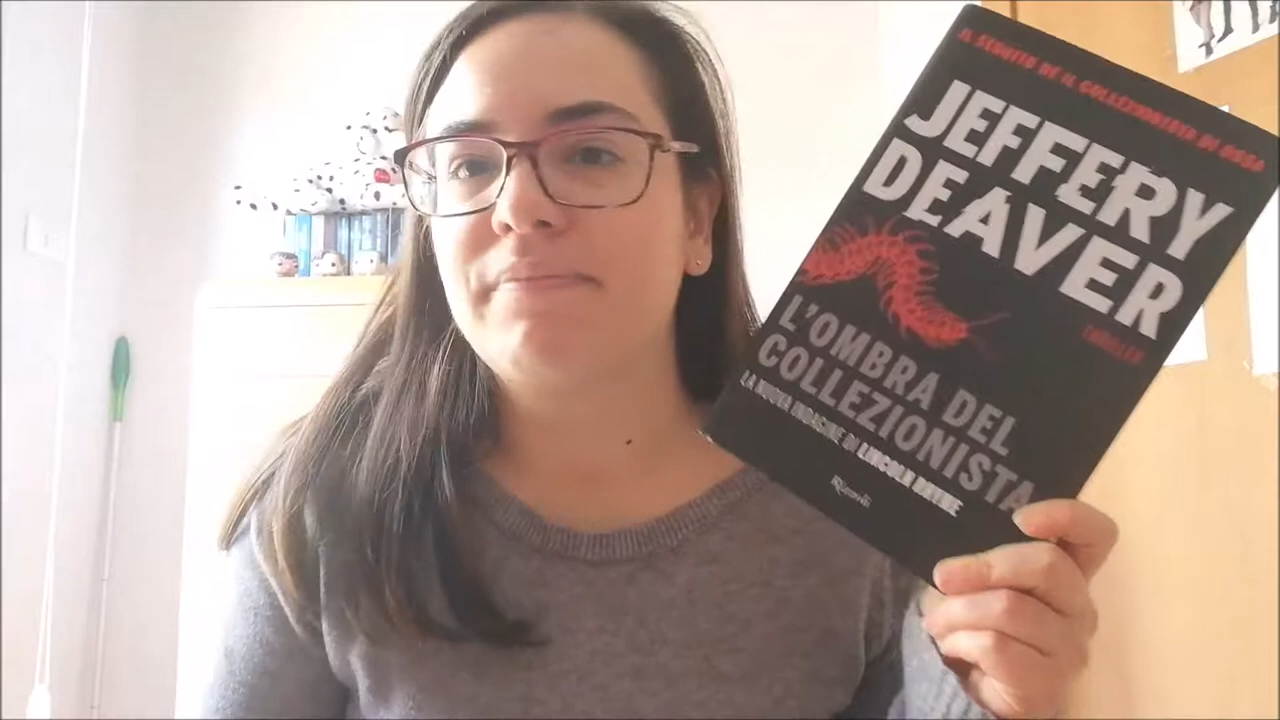 IL SEGUITO DE IL COLLEZIONISTA DI OSSA
JEFFERY
DEAVER
THRILLER
L'OMBRA DEL
COLLEZIONISTA
LA NUOVA INDAGINE DI LINCOLN RHYME
Rizzoli